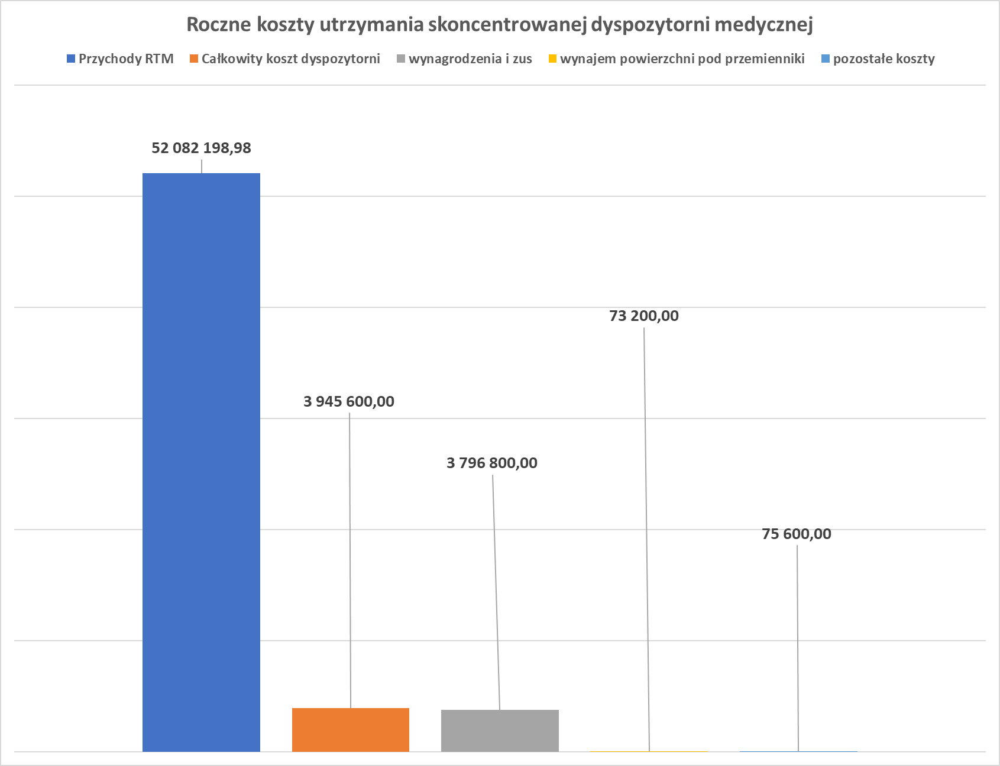 Roczne koszty utrzymania skoncentrowanej dyspozytorni medycznej
Przychody RTM Całkowity koszt dyspozytorni wynagrodzenia i zus wynajem powierzchni pod przemienniki pozostałe koszty
52 082 198,98
73 200,00
3 945 600,00
3 796 800,00
75 600,00